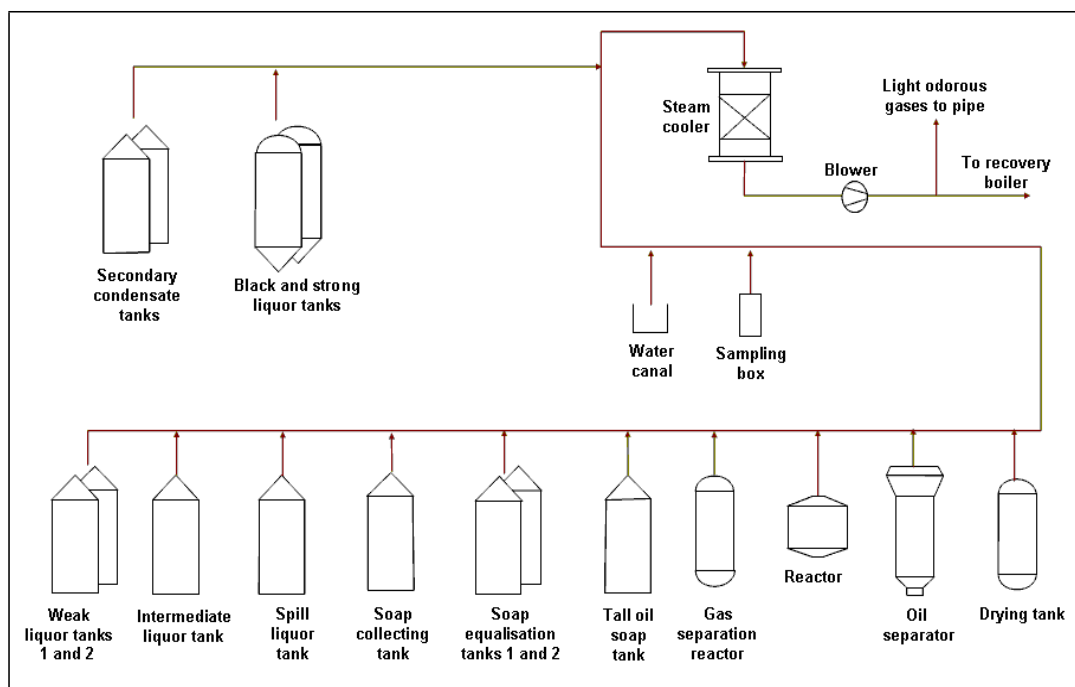 Light odorous
gases to pipe
Steam
cooler
To recovery
boiler
Blower
Secondary
condensate
tanks
Black and strong
liquor tanks
Water
canal
Sampling
box
Weak
liquor tanks
1 and 2
Intermediate
liquor tank
Spill
liquor
tank
Soap
collecting
tank
Soap
equalisation
tanks 1 and 2
Tall oil
soap
tank
Gas
separation
reactor
Reactor
Oil
separator
Drying tank